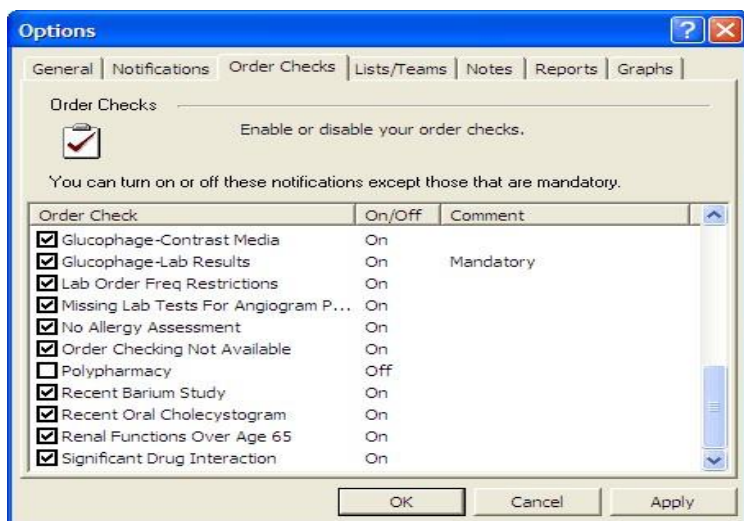 Options
General Notifications Order Checks Lists/Teams Notes Reports Graphs
Order Checks
Enable or disable your order checks.
You can turn on or off these notifications except those that are mandatory.
Order Check On/Off Comment
Glucophage-Contrast Media On
Glucophage-Lab Results On Mandatory
Lab Order Freq Restrictions On
Missing Lab Tests For Angiogram P... On
No Allergy Assessment On
Order Checking Not Available On
Polypharmacy Off
Recent Barium Study On
Recent Oral Cholecystogram On
Renal Functions Over Age 65 On
Significant Drug Interaction On
OK Cancel Apply